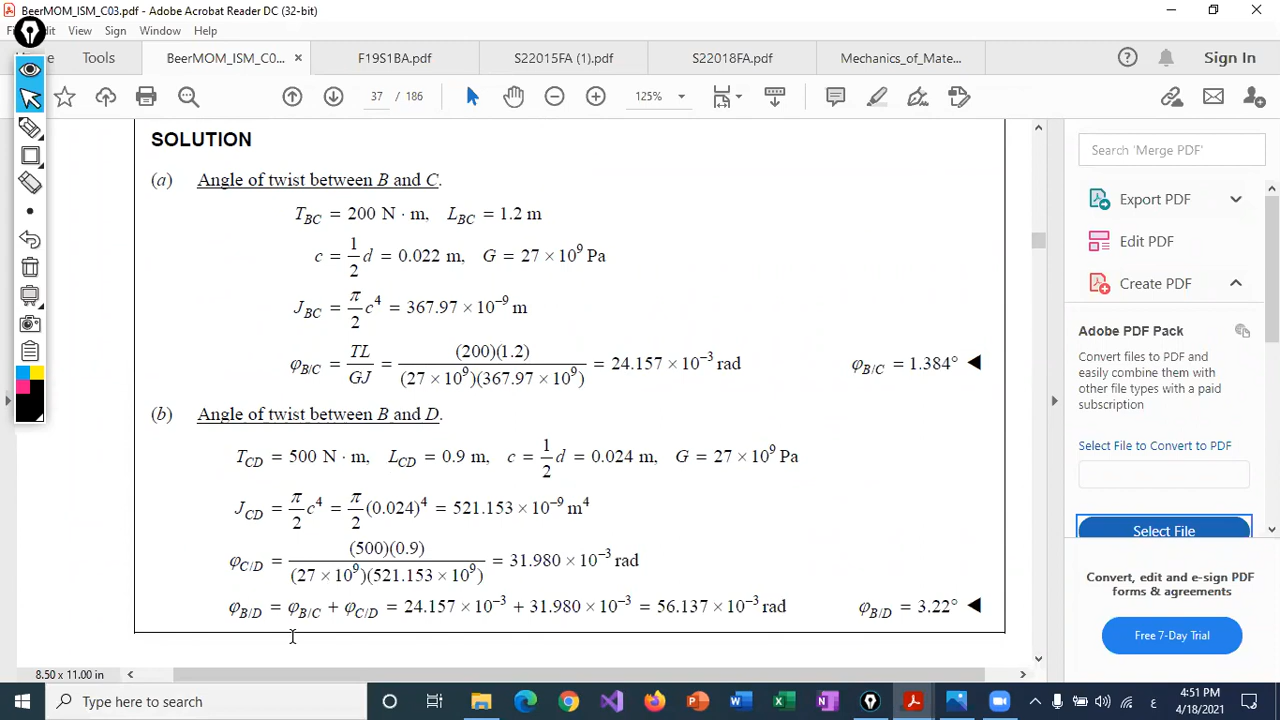 BeerMOM_ISM_C03.pdf - Adobe Acrobat Reader DC (32-bit)
View Sign Window Help
Tools BeerMOM_ISM_C0... × F19S1BA.pdf S22015FA (1).pdf S22018FA.pdf Mechanics_of_Mate... Sign In
37 / 186 125%
SOLUTION
(a) Angle of twist between B and C.
T_BC = 200 N · m, L_BC = 1.2 m
c = 1/2 d = 0.022 m, G = 27 × 10^9 Pa
J_BC = π/2 c^4 = 367.97 × 10^−9 m
φ_B/C = TL/GJ = (200)(1.2)/(27 × 10^9)(367.97 × 10^9) = 24.157 × 10^−3 rad φ_B/C = 1.384° ◀
(b) Angle of twist between B and D.
T_CD = 500 N · m, L_CD = 0.9 m, c = 1/2 d = 0.024 m, G = 27 × 10^9 Pa
J_CD = π/2 c^4 = π/2 (0.024)^4 = 521.153 × 10^−9 m^4
φ_C/D = (500)(0.9)/(27 × 10^9)(521.153 × 10^9) = 31.980 × 10^−3 rad
φ_B/D = φ_B/C + φ_C/D = 24.157 × 10^−3 + 31.980 × 10^−3 = 56.137 × 10^−3 rad φ_B/D = 3.22° ◀
8.50 x 11.00 in
Search 'Merge PDF'
Export PDF
Edit PDF
Create PDF
Adobe PDF Pack
Convert files to PDF and
easily combine them
with other file types with a paid
subscription
Select File to Convert to PDF
Select File
Convert, edit and e-sign PDF
forms & agreements
Free 7-Day Trial
Type here to search
ع
4:51 PM
4/18/2021